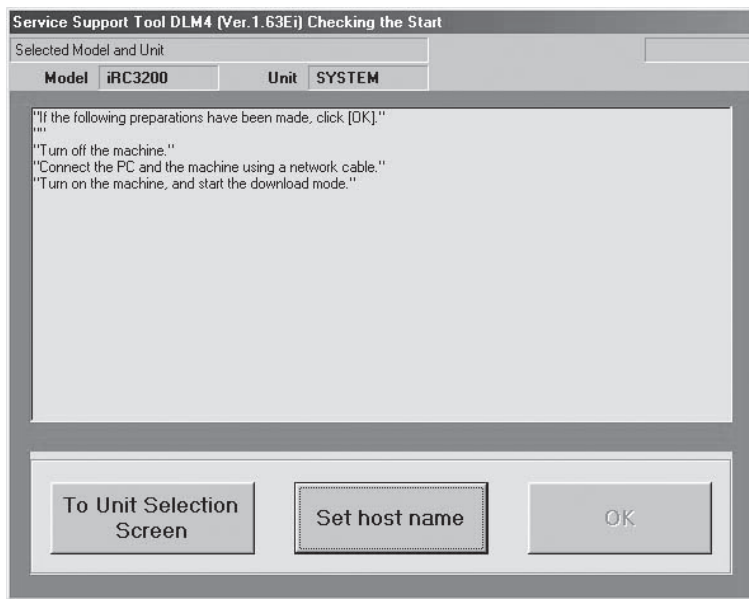 Service Support Tool DLM4 (Ver.1.63Ei) Checking the Start
Selected Model and Unit
Model iRC3200 Unit SYSTEM
"If the following preparations have been made, click [OK]."
""
"Turn off the machine."
"Connect the PC and the machine using a network cable."
"Turn on the machine, and start the download mode."
To Unit Selection
Screen
Set host name
OK